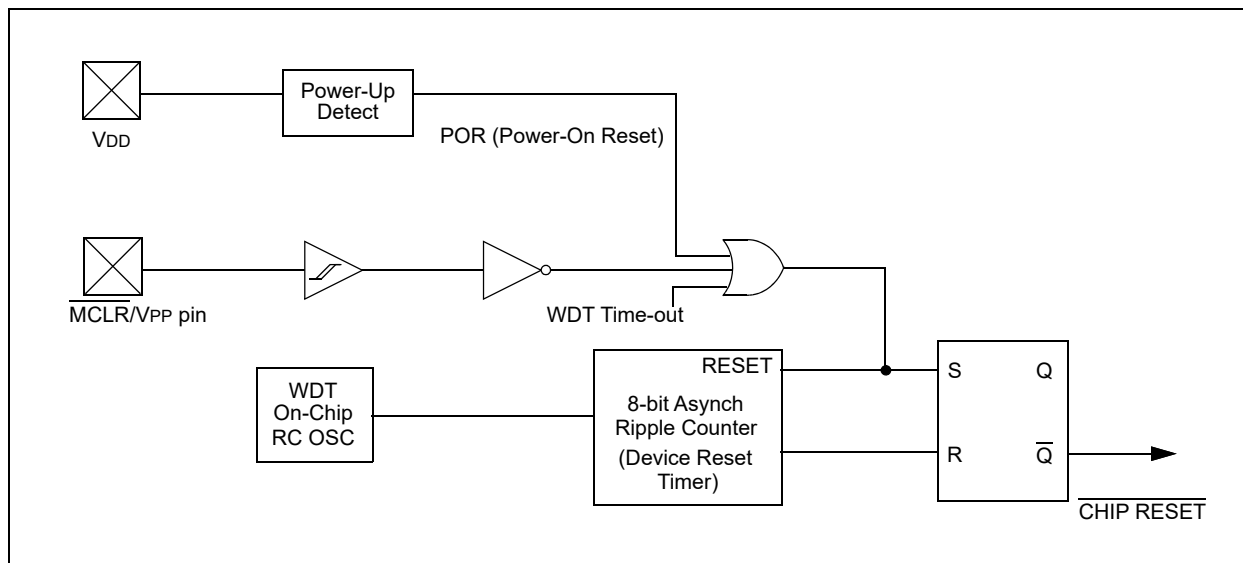 Power-Up
Detect
VDD
POR (Power-On Reset)
MCLR/VPP pin
WDT Time-out
WDT
On-Chip
RC OSC
RESET
8-bit Asynch
Ripple Counter
(Device Reset
Timer)
S Q
R Q
CHIP RESET